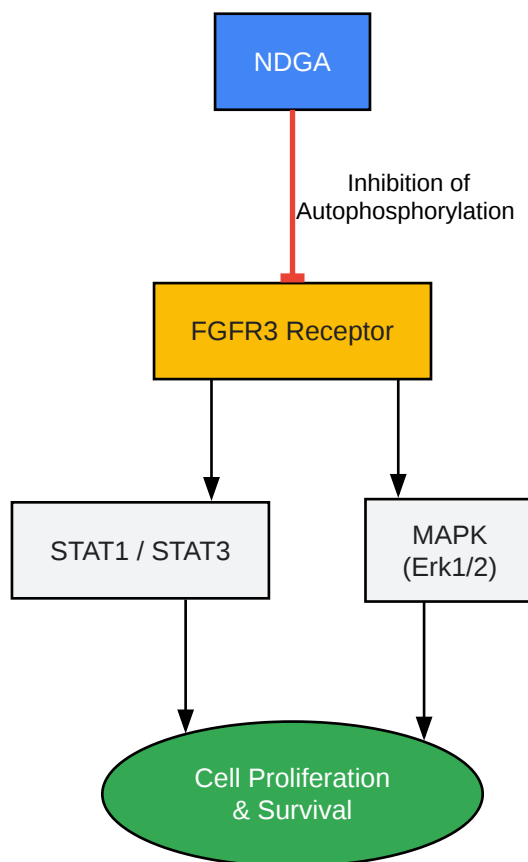 NDGA
Inhibition of
Autophosphorylation
FGFR3 Receptor
STAT1 / STAT3
MAPK
(Erk1/2)
Cell Proliferation
& Survival